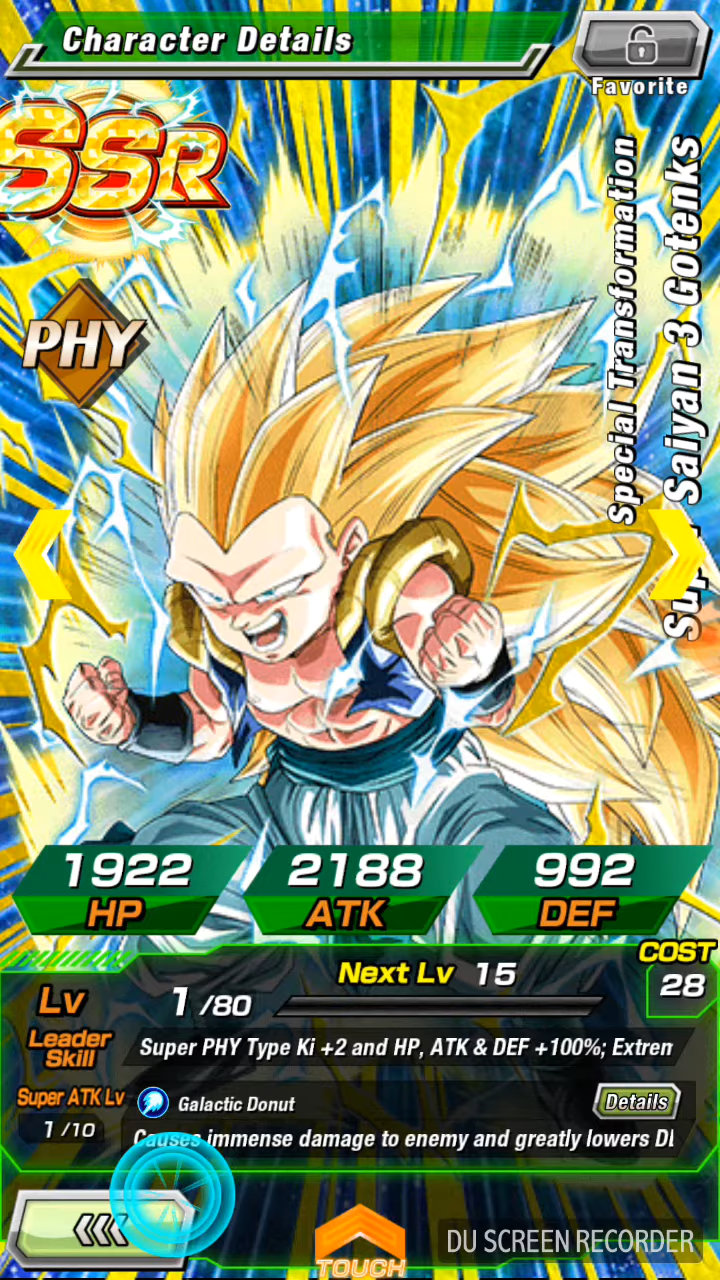 Character Details
Favorite
SSR
PHY
Special Transformation
Super Saiyan 3 Gotenks
1922
HP
2188
ATK
992
DEF
COST
28
Next Lv 15
Lv
1/80
Leader
Skill
Super PHY Type Ki +2 and HP, ATK & DEF +100%; Extrem
Super ATK Lv
1/10
Galactic Donut
Details
Causes immense damage to enemy and greatly lowers
TOUCH
DU SCREEN RECORDER